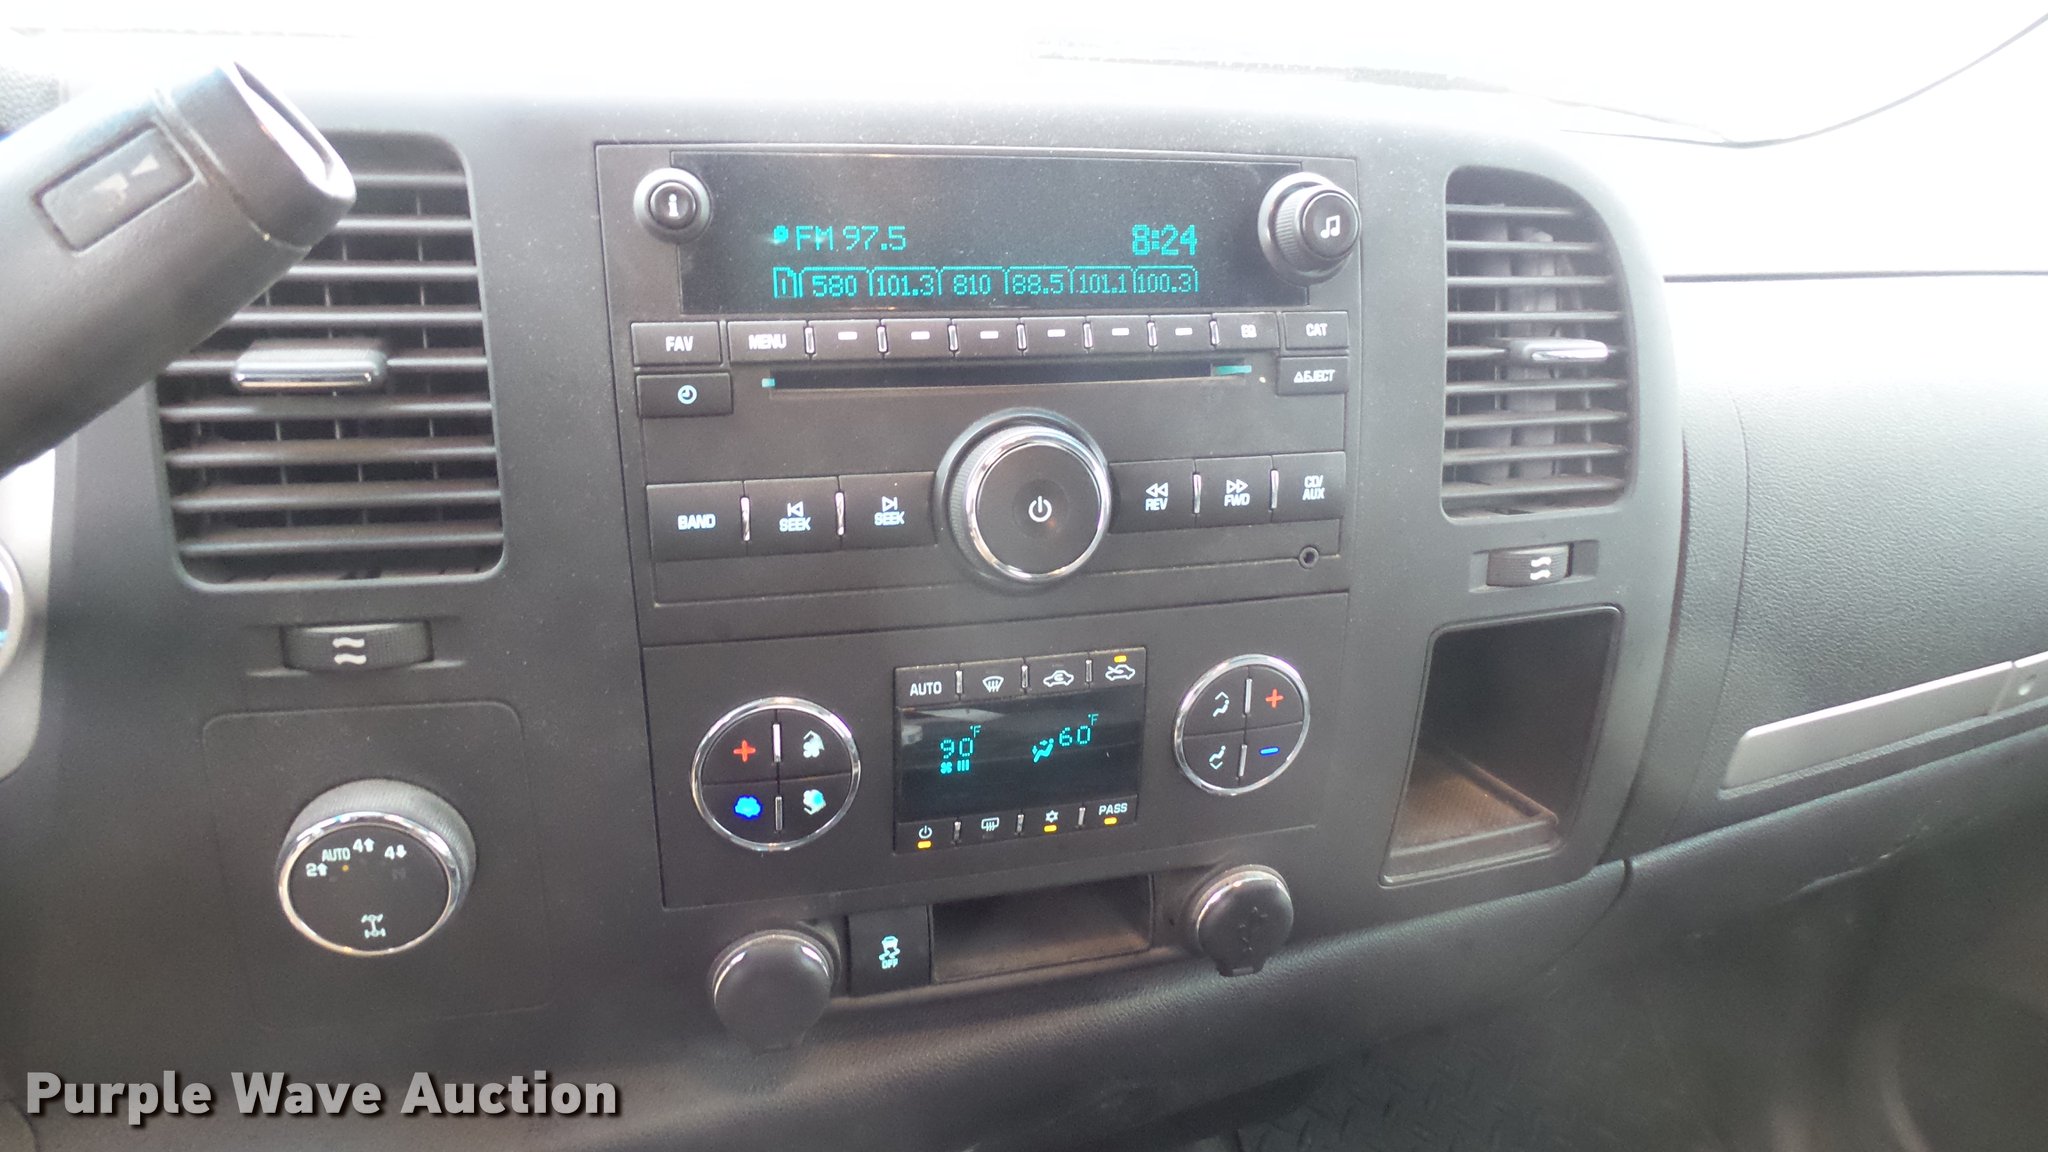 FM 97.5 8:24
1 580 101.3 810 88.5 101.1 100.3
FAV MENU EQ CAT
EJECT
BAND SEEK SEEK REV FWD CD/AUX
AUTO
90°F 60°F
PASS
2 AUTO 4 4
OFF
Purple Wave Auction